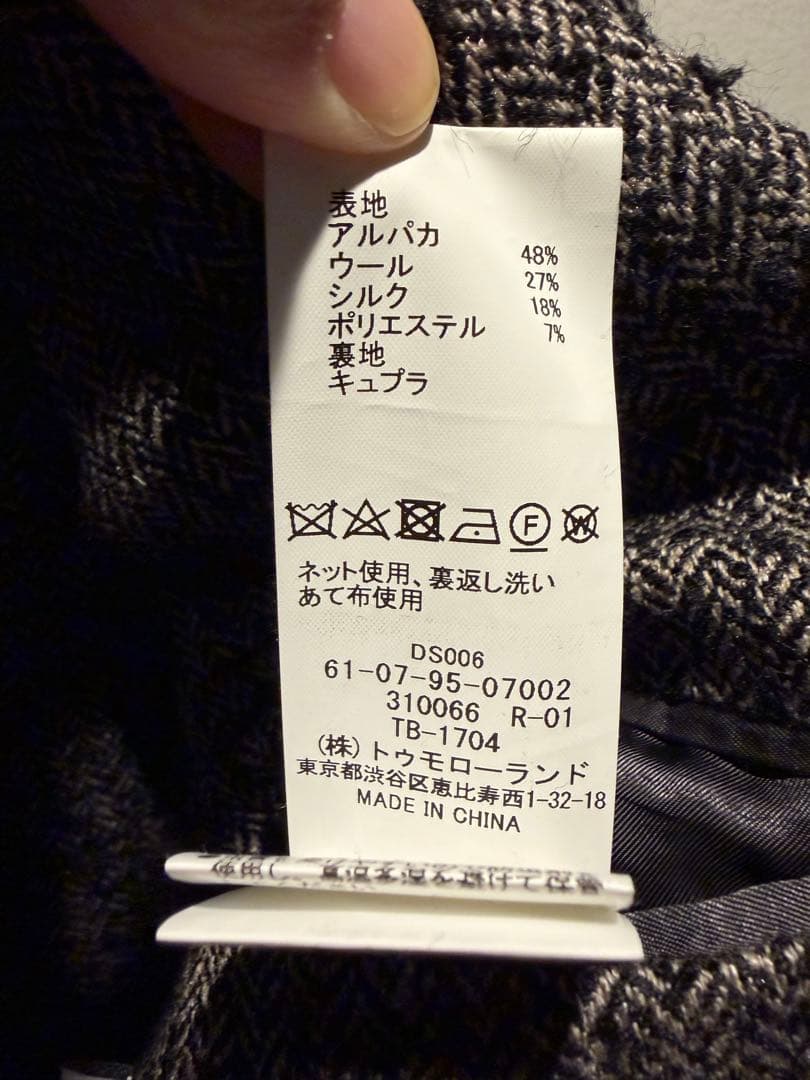 表地
アルパカ 48%
ウール 27%
シルク 18%
ポリエステル 7%
裏地
キュプラ
F W
ネット使用、裏返し洗い
あて布使用
DS006
61-07-95-07002
310066 R-01
TB-1704
(株)トゥモローランド
東京都渋谷区恵比寿西1-32-18
MADE IN CHINA